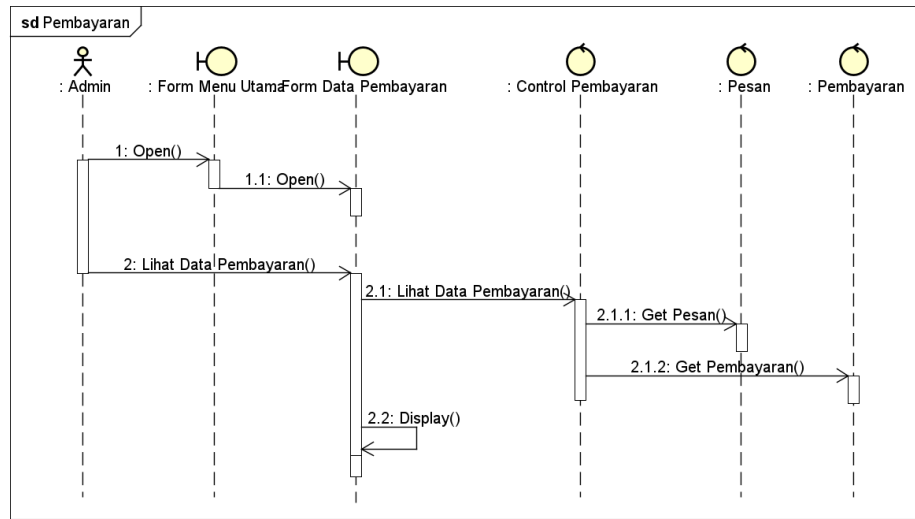 sd Pembayaran
: Admin
: Form Menu Utama
Form Data Pembayaran
: Control Pembayaran
: Pesan
: Pembayaran
1: Open()
1.1: Open()
2: Lihat Data Pembayaran()
2.1: Lihat Data Pembayaran()
2.1.1: Get Pesan()
2.1.2: Get Pembayaran()
2.2: Display()